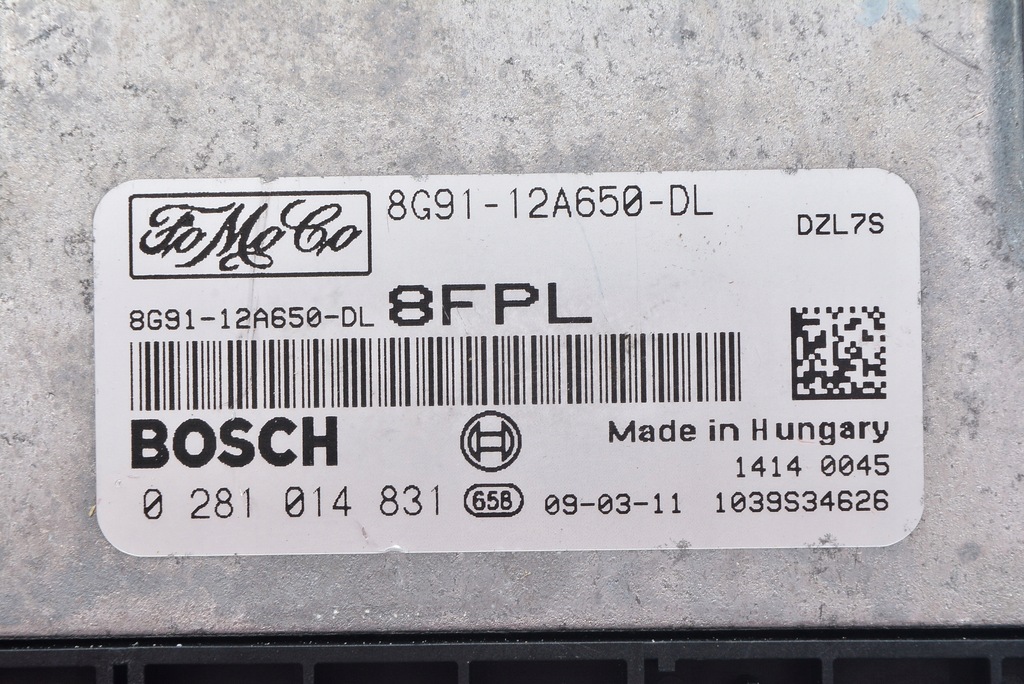 FoMoCo
8G91-12A650-DL
DZL7S
8G91-12A650-DL 8FPL
BOSCH
Made in Hungary
1414 0045
0 281 014 831 65B 09-03-11 1039S34626